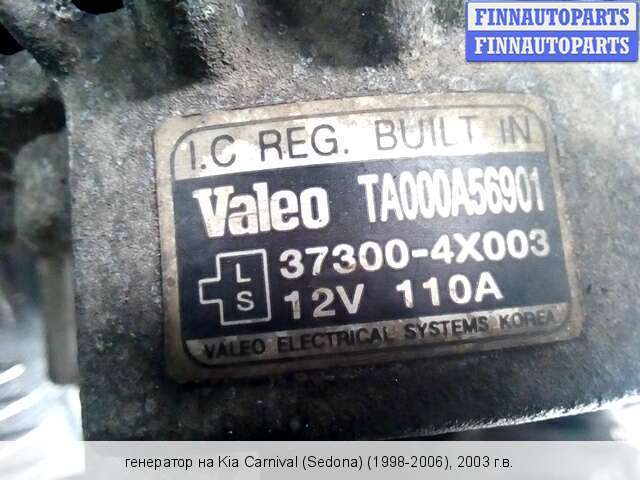 FINNAUTOPARTS
FINNAUTOPARTS
I.C REG. BUILT IN
Valeo TA000A56901
L 37300-4X003
S 12V 110A
VALEO ELECTRICAL SYSTEMS KOREA
генератор на Kia Carnival (Sedona) (1998-2006), 2003 г.в.